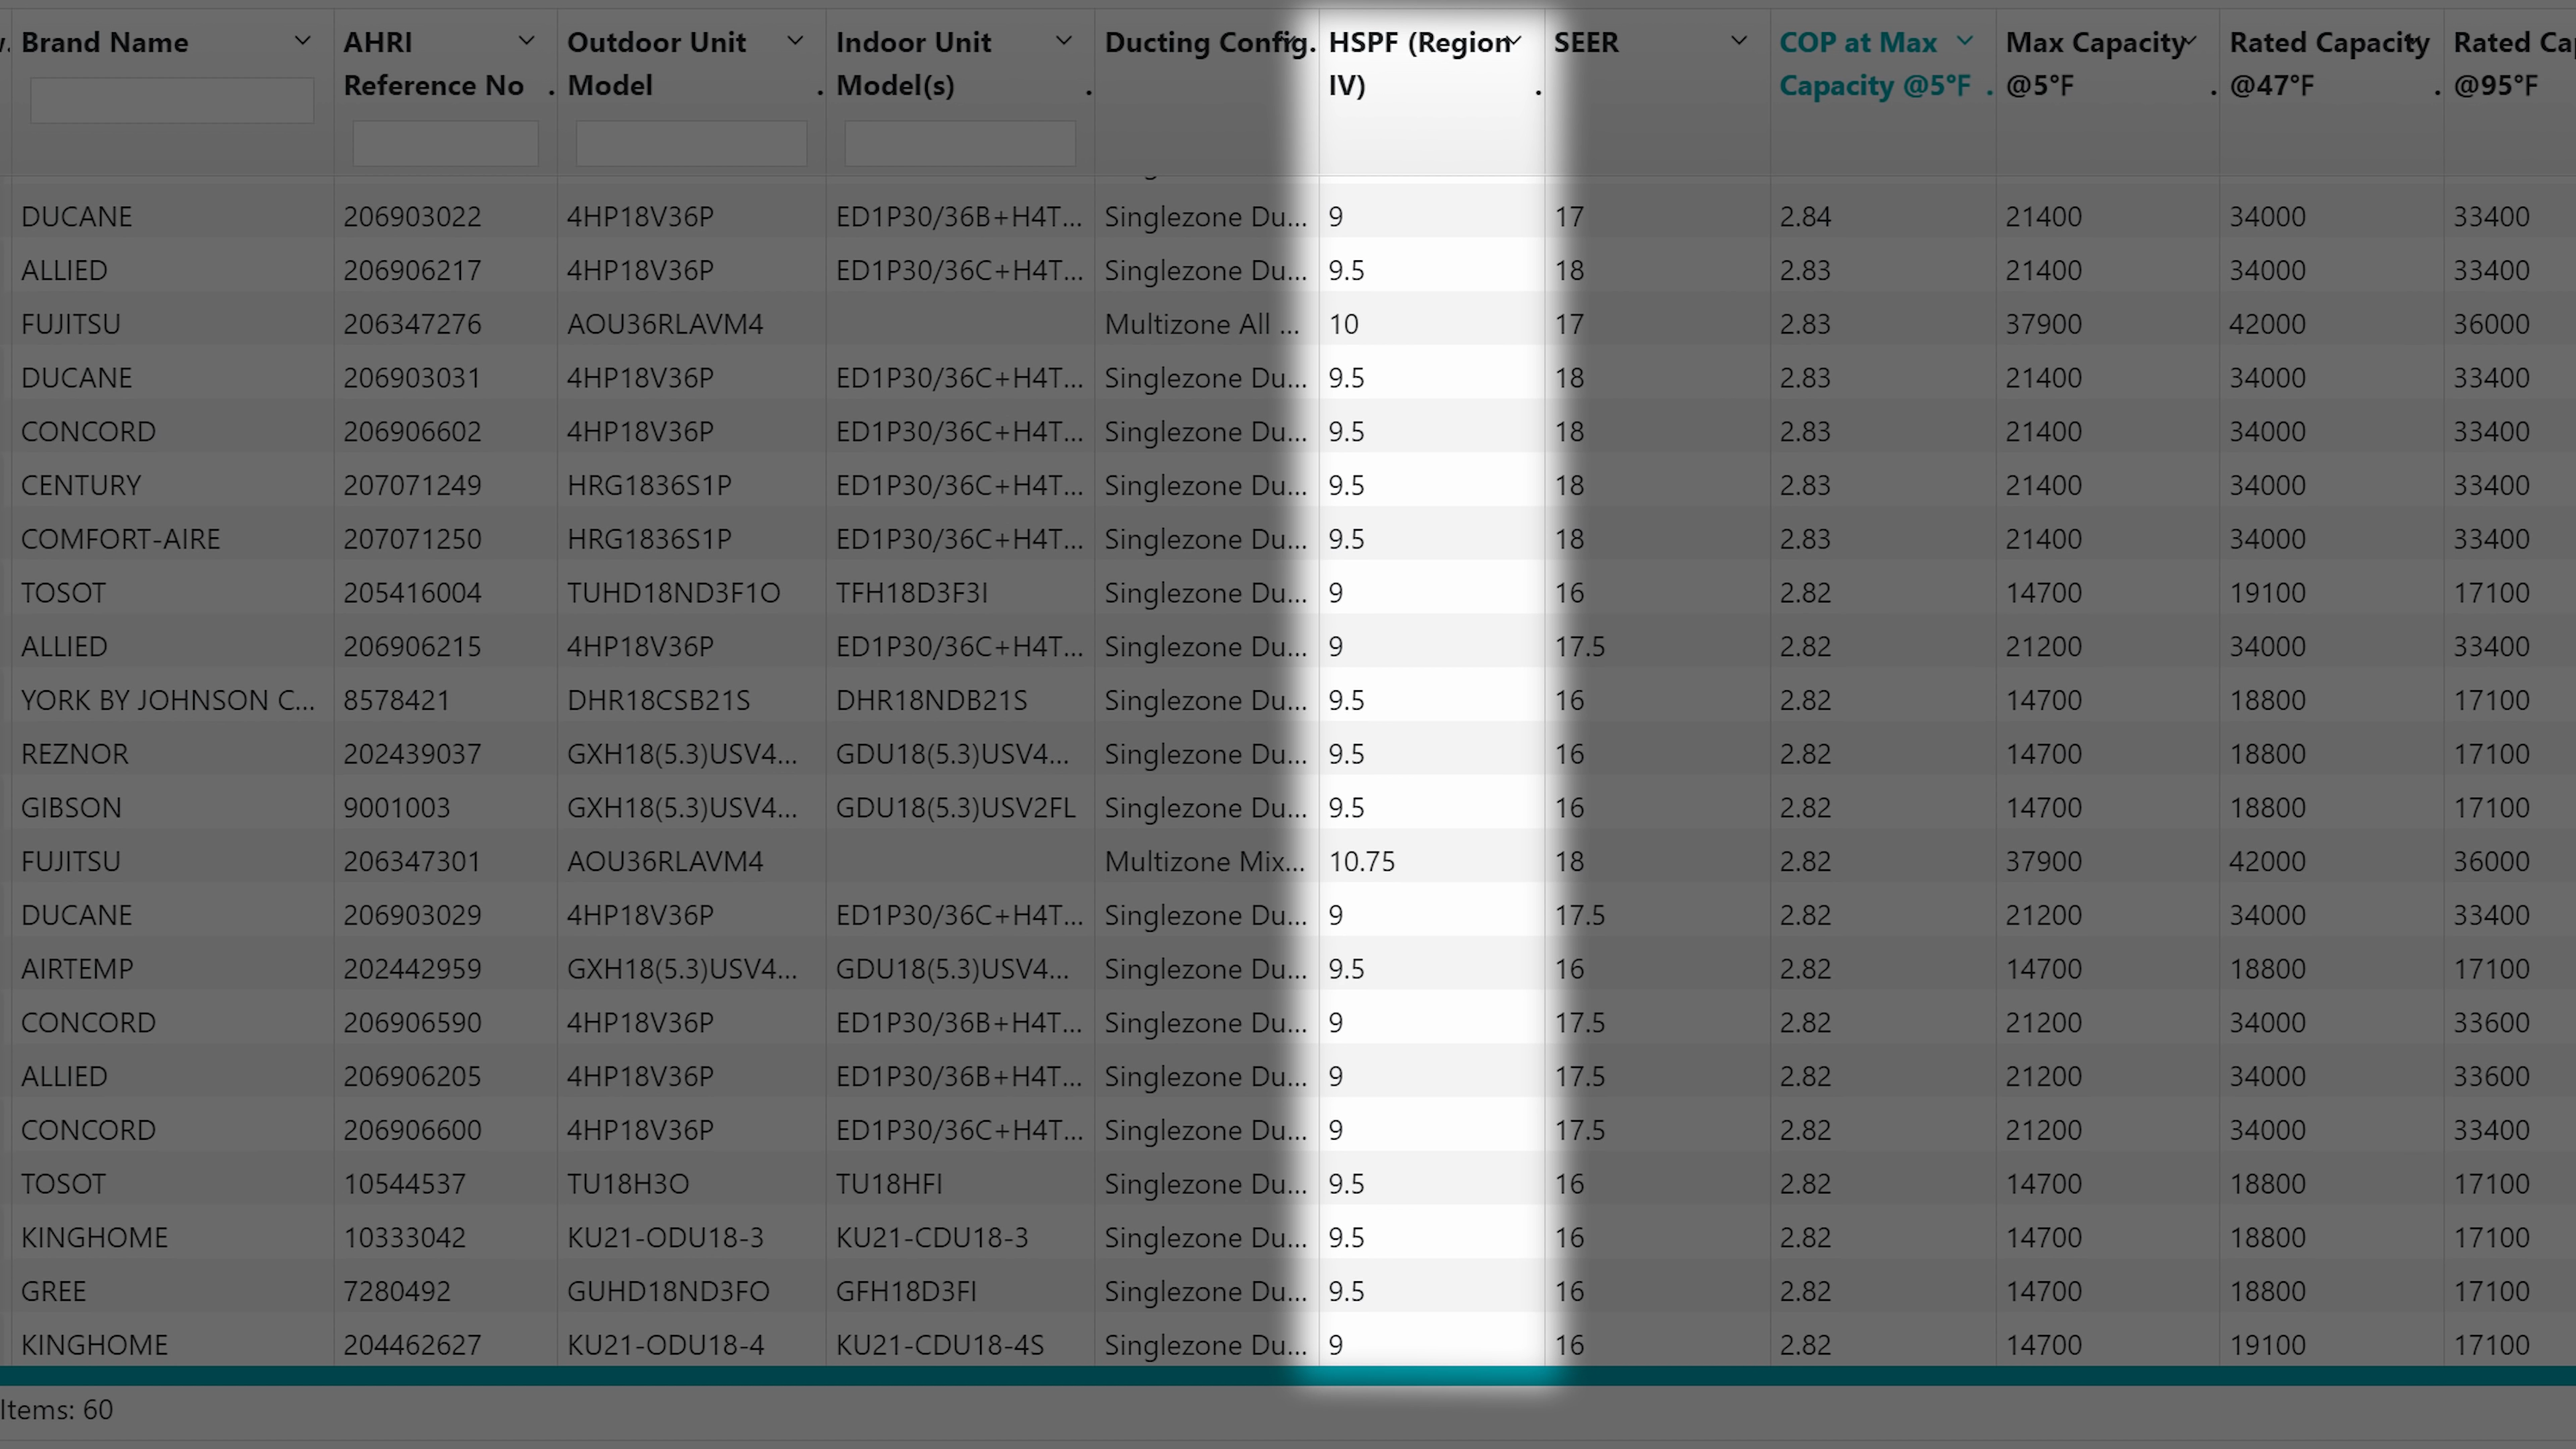 Brand Name AHRI Outdoor Unit Indoor Unit Ducting Config. HSPF (Region SEER COP at Max Max Capacity Rated Capacity
Reference No . Model . Model(s) . IV) . Capacity @5°F . @5°F . @47°F . @95°F
DUCANE 206903022 4HP18V36P ED1P30/36B+H4T... Singlezone Du... 9 17 2.84 21400 34000 33400
ALLIED 206906217 4HP18V36P ED1P30/36C+H4T... Singlezone Du... 9.5 18 2.83 21400 34000 33400
FUJITSU 206347276 AOU36RLAVM4 Multizone All ... 10 17 2.83 37900 42000 36000
DUCANE 206903031 4HP18V36P ED1P30/36C+H4T... Singlezone Du... 9.5 18 2.83 21400 34000 33400
CONCORD 206906602 4HP18V36P ED1P30/36C+H4T... Singlezone Du... 9.5 18 2.83 21400 34000 33400
CENTURY 207071249 HRG1836S1P ED1P30/36C+H4T... Singlezone Du... 9.5 18 2.83 21400 34000 33400
COMFORT-AIRE 207071250 HRG1836S1P ED1P30/36C+H4T... Singlezone Du... 9.5 18 2.83 21400 34000 33400
TOSOT 205416004 TUHD18ND3F1O TFH18D3F3I Singlezone Du... 9 16 2.82 14700 19100 17100
ALLIED 206906215 4HP18V36P ED1P30/36C+H4T... Singlezone Du... 9 17.5 2.82 21200 34000 33400
YORK BY JOHNSON C... 8578421 DHR18CSB21S DHR18NDB21S Singlezone Du... 9.5 16 2.82 14700 18800 17100
REZNOR 202439037 GXH18(5.3)USV4... GDU18(5.3)USV4... Singlezone Du... 9.5 16 2.82 14700 18800 17100
GIBSON 9001003 GXH18(5.3)USV4... GDU18(5.3)USV2FL Singlezone Du... 9.5 16 2.82 14700 18800 17100
FUJITSU 206347301 AOU36RLAVM4 Multizone Mix... 10.75 18 2.82 37900 42000 36000
DUCANE 206903029 4HP18V36P ED1P30/36C+H4T... Singlezone Du... 9 17.5 2.82 21200 34000 33400
AIRTEMP 202442959 GXH18(5.3)USV4... GDU18(5.3)USV4... Singlezone Du... 9.5 16 2.82 14700 18800 17100
CONCORD 206906590 4HP18V36P ED1P30/36B+H4T... Singlezone Du... 9 17.5 2.82 21200 34000 33600
ALLIED 206906205 4HP18V36P ED1P30/36B+H4T... Singlezone Du... 9 17.5 2.82 21200 34000 33600
CONCORD 206906600 4HP18V36P ED1P30/36C+H4T... Singlezone Du... 9 17.5 2.82 21200 34000 33400
TOSOT 10544537 TU18H3O TU18HFI Singlezone Du... 9.5 16 2.82 14700 18800 17100
KINGHOME 10333042 KU21-ODU18-3 KU21-CDU18-3 Singlezone Du... 9.5 16 2.82 14700 18800 17100
GREE 7280492 GUHD18ND3FO GFH18D3FI Singlezone Du... 9.5 16 2.82 14700 18800 17100
KINGHOME 204462627 KU21-ODU18-4 KU21-CDU18-4S Singlezone Du... 9 16 2.82 14700 19100 17100
Items: 60